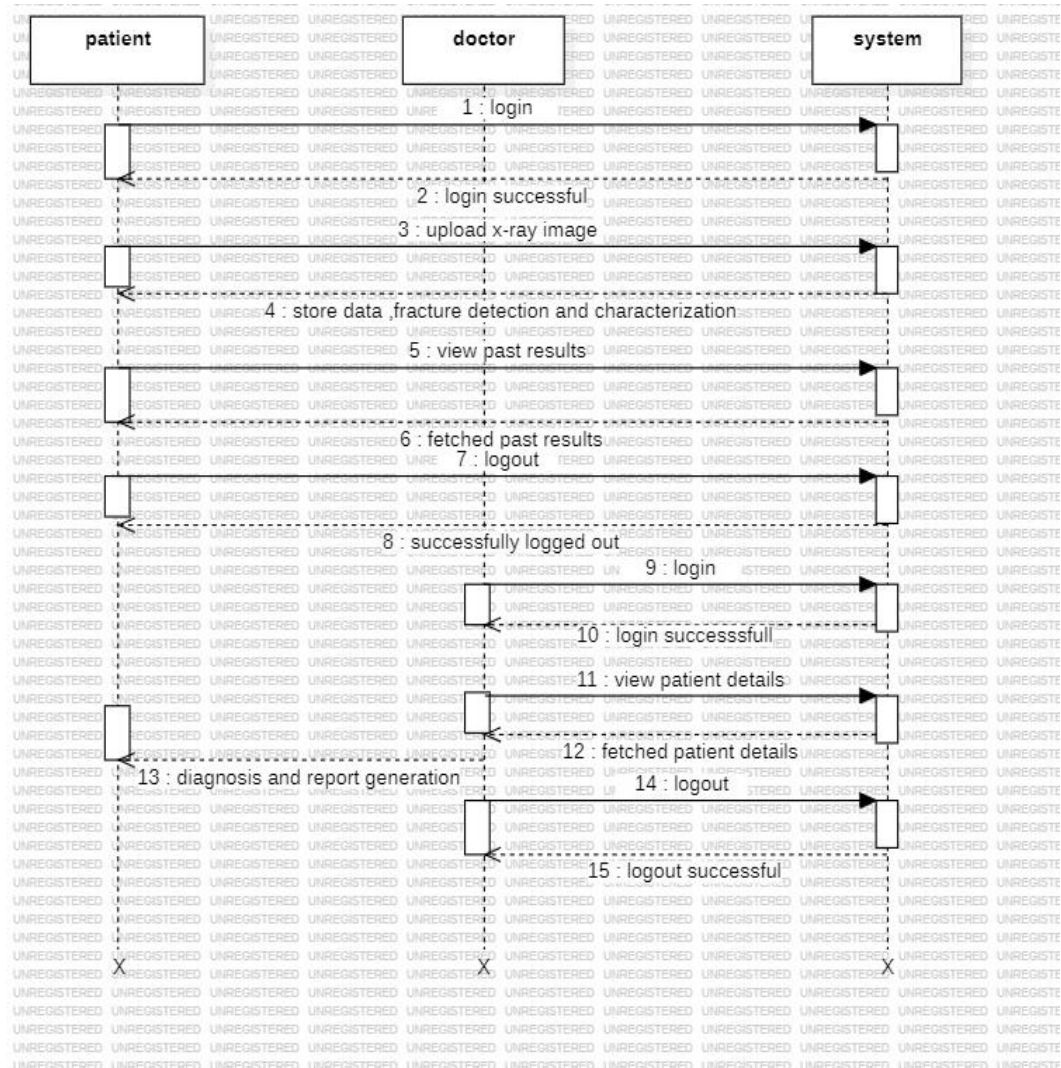 patient
doctor
system
1 : login
2 : login successful
3 : upload x-ray image
4 : store data ,fracture detection and characterization
5 : view past results
6 : fetched past results
7 : logout
8 : successfully logged out
9 : login
10 : login successsfull
11 : view patient details
12 : fetched patient details
13 : diagnosis and report generation
14 : logout
15 : logout successful
X X X
UNREGISTERED